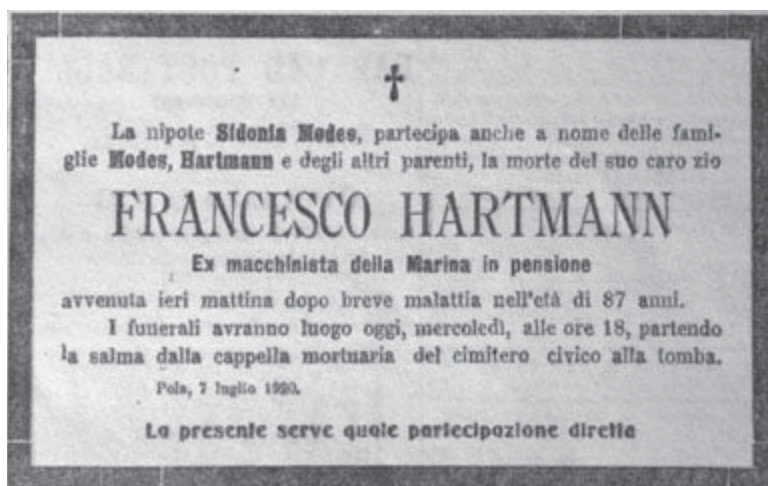 La nipote Sidonia Modes, partecipa anche a nome delle fami-
glie Modes, Hartmann e degli altri parenti, la morte del suo caro zio
FRANCESCO HARTMANN
Ex macchinista della Marina in pensione
avvenuta ieri mattina dopo breve malattia nell'età di 87 anni.
I funerali avranno luogo oggi, mercoledì, alle ore 18, partendo
la salma dalla cappella mortuaria del cimitero civico alla tomba.
Pola, 7 luglio 1920.
La presente serve quale partecipazione diretta